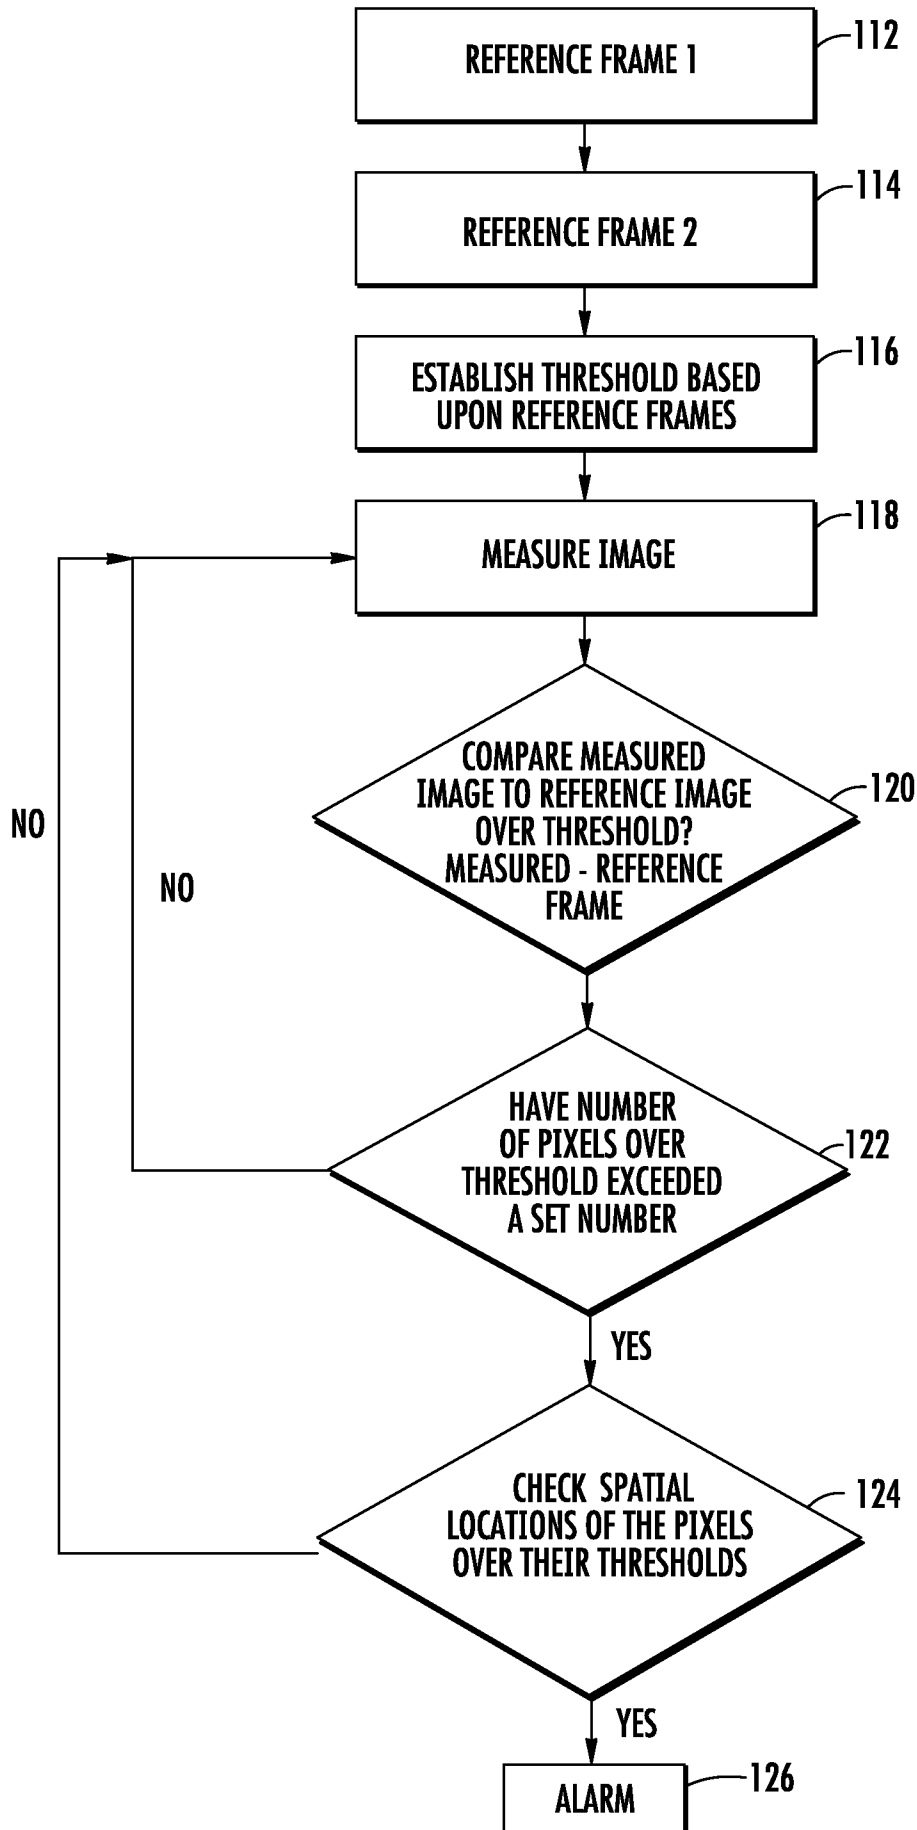 REFERENCE FRAME 1
112
REFERENCE FRAME 2
114
ESTABLISH THRESHOLD BASED
UPON REFERENCE FRAMES
116
MEASURE IMAGE
118
COMPARE MEASURED
IMAGE TO REFERENCE IMAGE
OVER THRESHOLD?
MEASURED - REFERENCE
FRAME
120
NO
NO
HAVE NUMBER
OF PIXELS OVER
THRESHOLD EXCEEDED
A SET NUMBER
122
YES
CHECK SPATIAL
LOCATIONS OF THE PIXELS
OVER THEIR THRESHOLDS
124
YES
ALARM
126